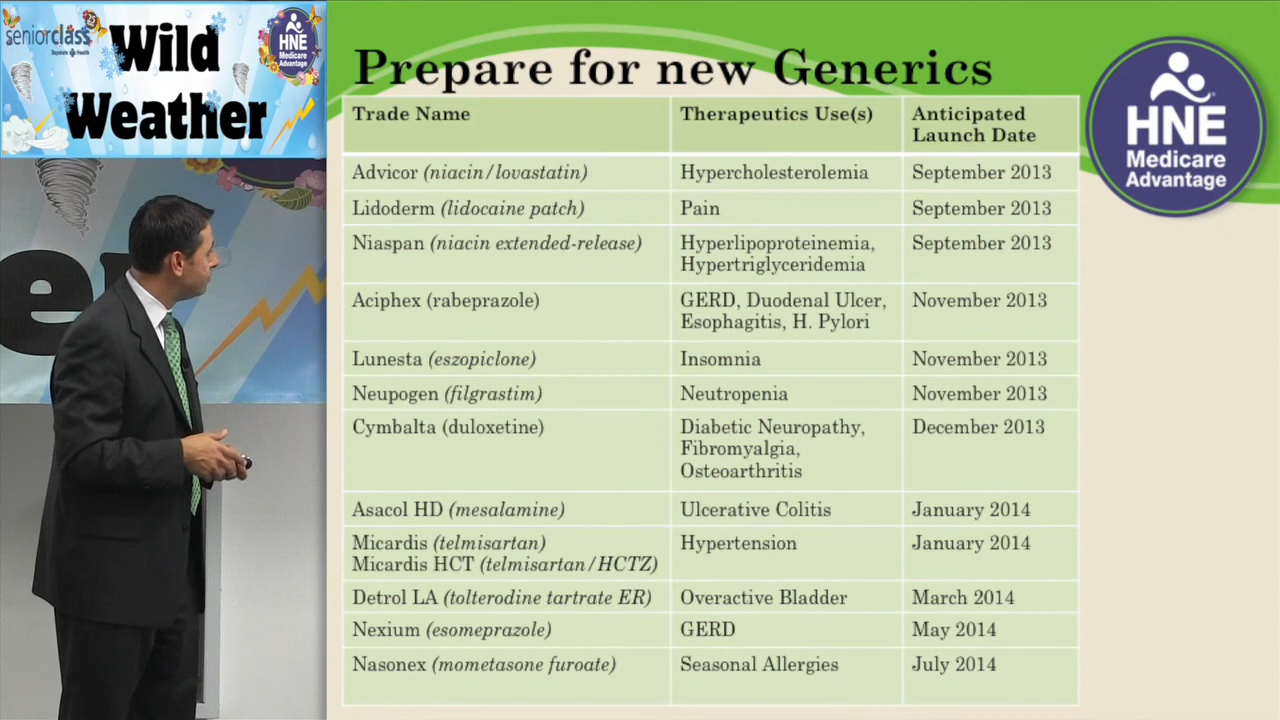 seniorclass
Baystate Health
Wild
Weather
HNE
Medicare
Advantage
er
Prepare for new Generics
HNE
Medicare
Advantage
Trade Name Therapeutics Use(s) Anticipated
Launch Date
Advicor (niacin/lovastatin) Hypercholesterolemia September 2013
Lidoderm (lidocaine patch) Pain September 2013
Niaspan (niacin extended-release) Hyperlipoproteinemia, September 2013
Hypertriglyceridemia
Aciphex (rabeprazole) GERD, Duodenal Ulcer, November 2013
Esophagitis, H. Pylori
Lunesta (eszopiclone) Insomnia November 2013
Neupogen (filgrastim) Neutropenia November 2013
Cymbalta (duloxetine) Diabetic Neuropathy, December 2013
Fibromyalgia,
Osteoarthritis
Asacol HD (mesalamine) Ulcerative Colitis January 2014
Micardis (telmisartan) Hypertension January 2014
Micardis HCT (telmisartan/HCTZ)
Detrol LA (tolterodine tartrate ER) Overactive Bladder March 2014
Nexium (esomeprazole) GERD May 2014
Nasonex (mometasone furoate) Seasonal Allergies July 2014